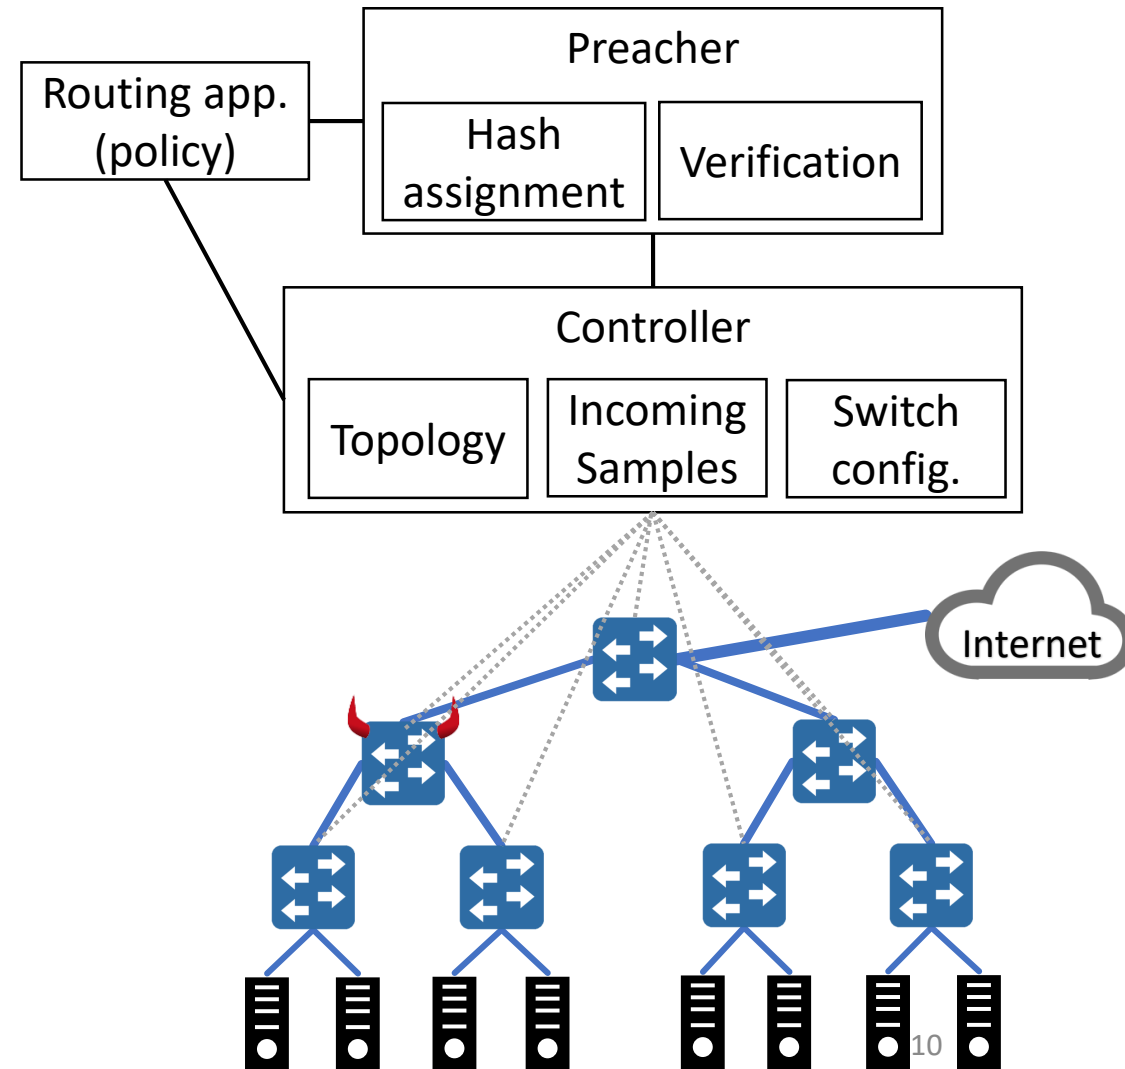 Preacher
Routing app.
(policy)
Hash
assignment
Verification
Controller
Topology
Incoming
Samples
Switch
config.
Internet
10